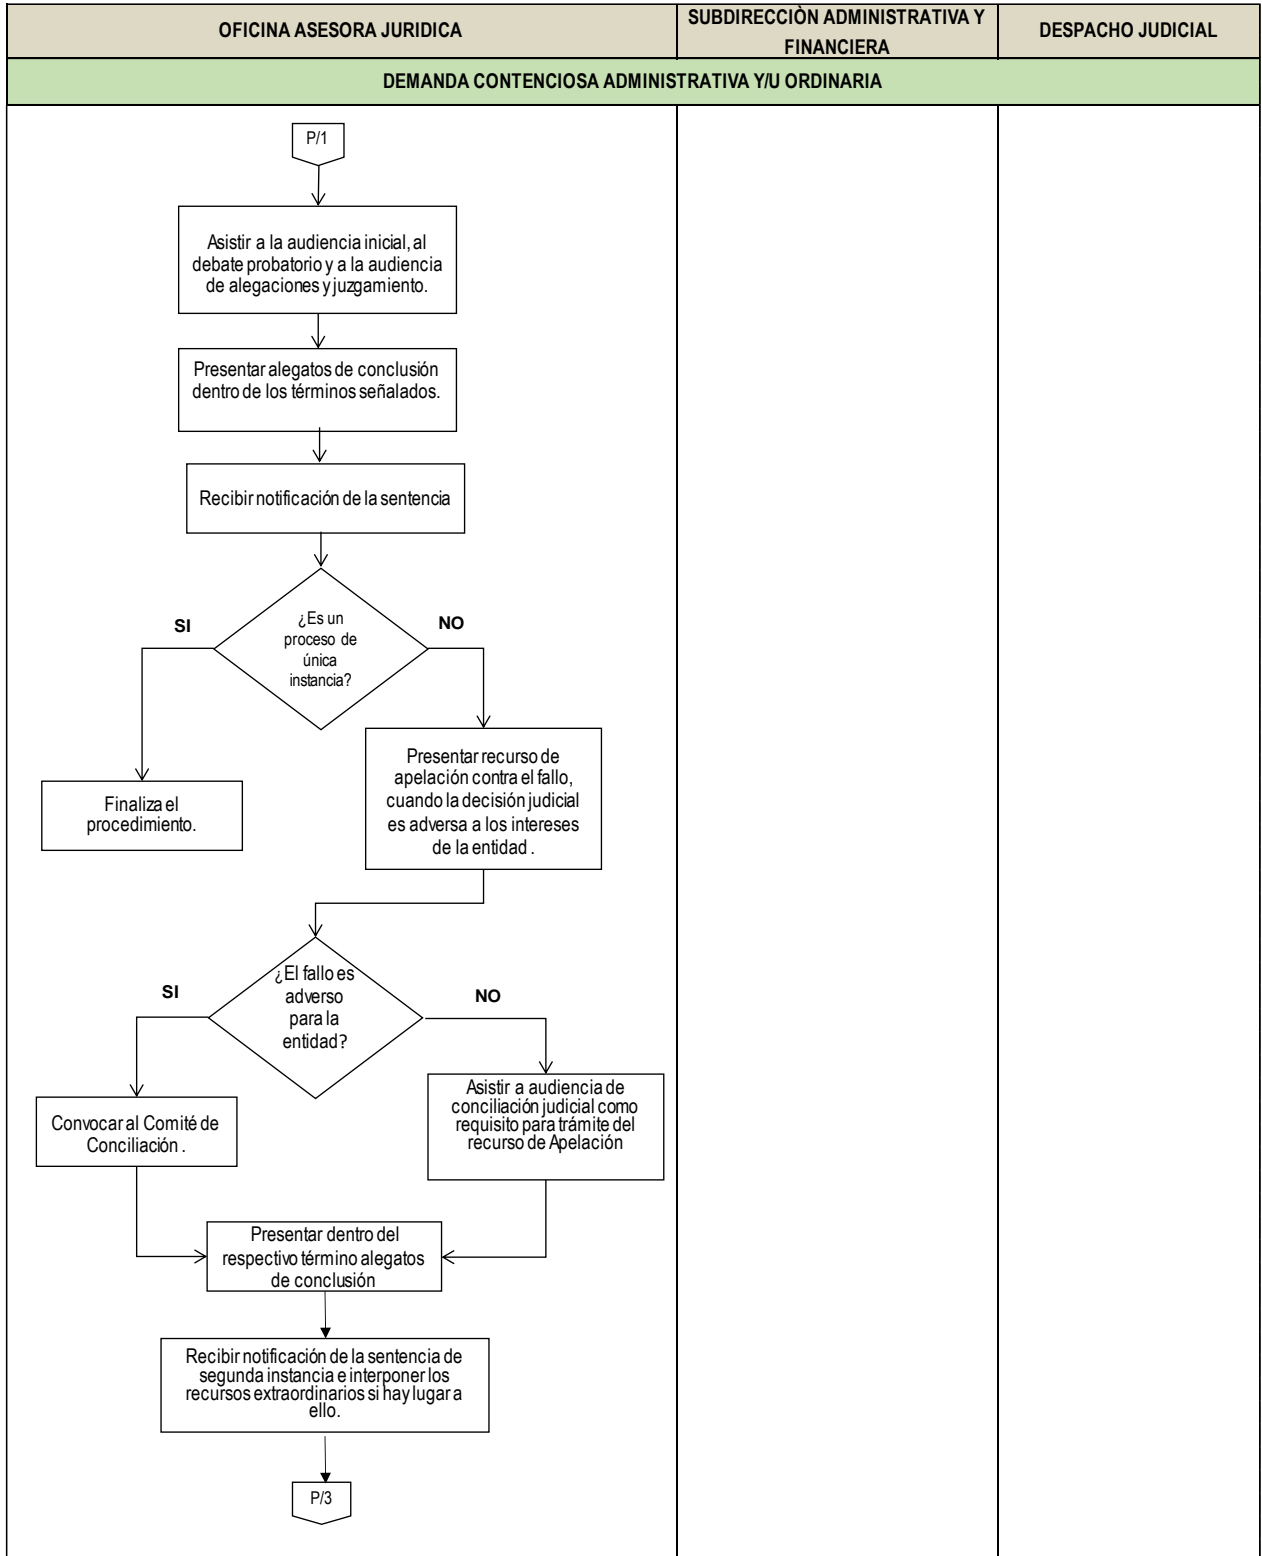 OFICINA ASESORA JURIDICA
SUBDIRECCIÒN ADMINISTRATIVA Y
FINANCIERA
DESPACHO JUDICIAL
DEMANDA CONTENCIOSA ADMINISTRATIVA Y/U ORDINARIA
P/1
Asistir a la audiencia inicial, al
debate probatorio y a la audiencia
de alegaciones y juzgamiento.
Presentar alegatos de conclusión
dentro de los términos señalados.
Recibir notificación de la sentencia
¿Es un
proceso de
única
instancia?
SI
NO
Finaliza el
procedimiento.
Presentar recurso de
apelación contra el fallo,
cuando la decisión judicial
es adversa a los intereses
de la entidad .
¿El fallo es
adverso
para la
entidad?
SI
NO
Convocar al Comité de
Conciliación .
Asistir a audiencia de
conciliación judicial como
requisito para trámite del
recurso de Apelación
Presentar dentro del
respectivo término alegatos
de conclusión
Recibir notificación de la sentencia de
segunda instancia e interponer los
recursos extraordinarios si hay lugar a
ello.
P/3